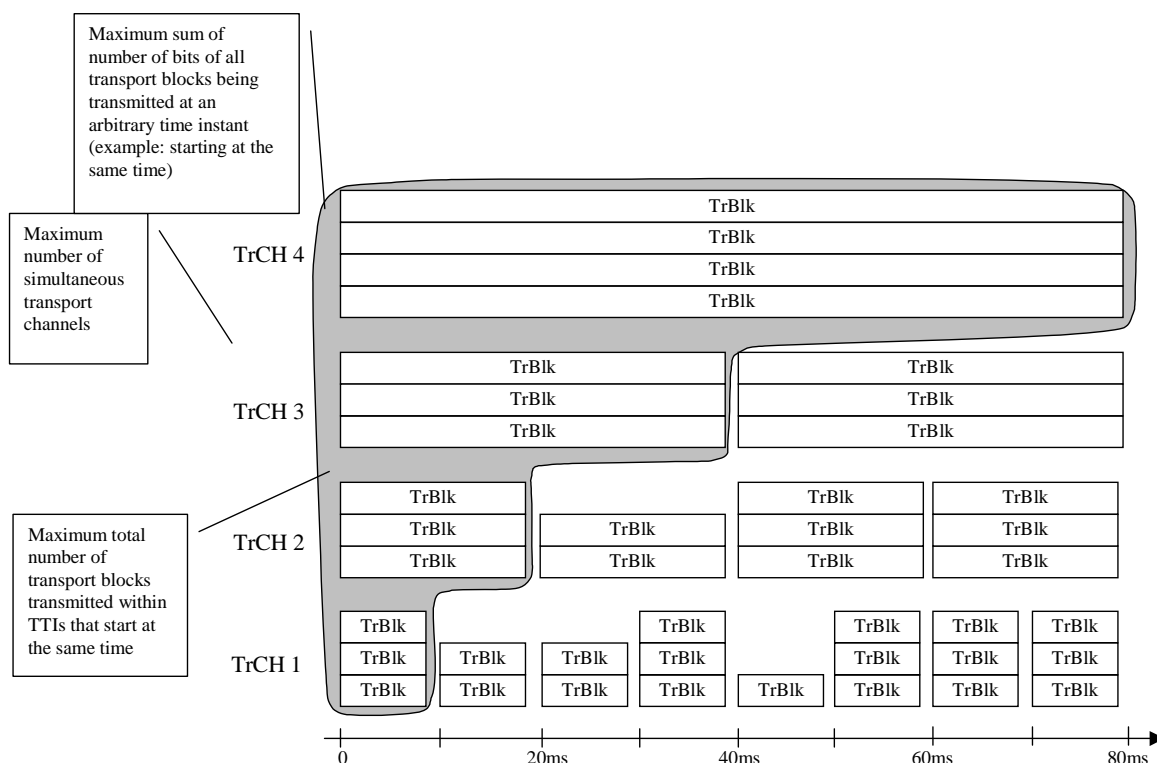 Maximum sum of
number of bits of all
transport blocks being
transmitted at an
arbitrary time instant
(example: starting at the
same time)
Maximum
number of
simultaneous
transport
channels
Maximum total
number of
transport blocks
transmitted within
TTIs that start at
the same time
TrCH 4
TrBlk
TrBlk
TrBlk
TrBlk
TrCH 3
TrBlk TrBlk
TrBlk TrBlk
TrBlk TrBlk
TrCH 2
TrBlk TrBlk TrBlk
TrBlk TrBlk TrBlk TrBlk
TrBlk TrBlk TrBlk TrBlk
TrCH 1
TrBlk TrBlk TrBlk TrBlk TrBlk
TrBlk TrBlk TrBlk TrBlk TrBlk TrBlk TrBlk
TrBlk TrBlk TrBlk TrBlk TrBlk TrBlk TrBlk TrBlk
0 20ms 40ms 60ms 80ms